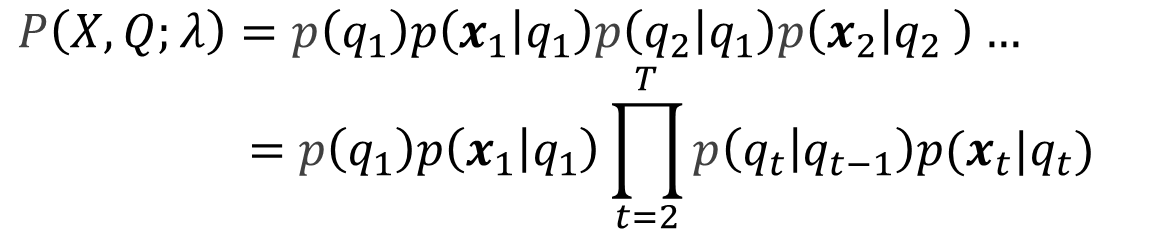 P(X, Q; λ) = p(q₁)p(𝒙₁|q₁)p(q₂|q₁)p(𝒙₂|q₂ ) …
= p(q₁)p(𝒙₁|q₁) ∏_{t=2}^{T} p(q_t|q_{t−1})p(𝒙_t|q_t)